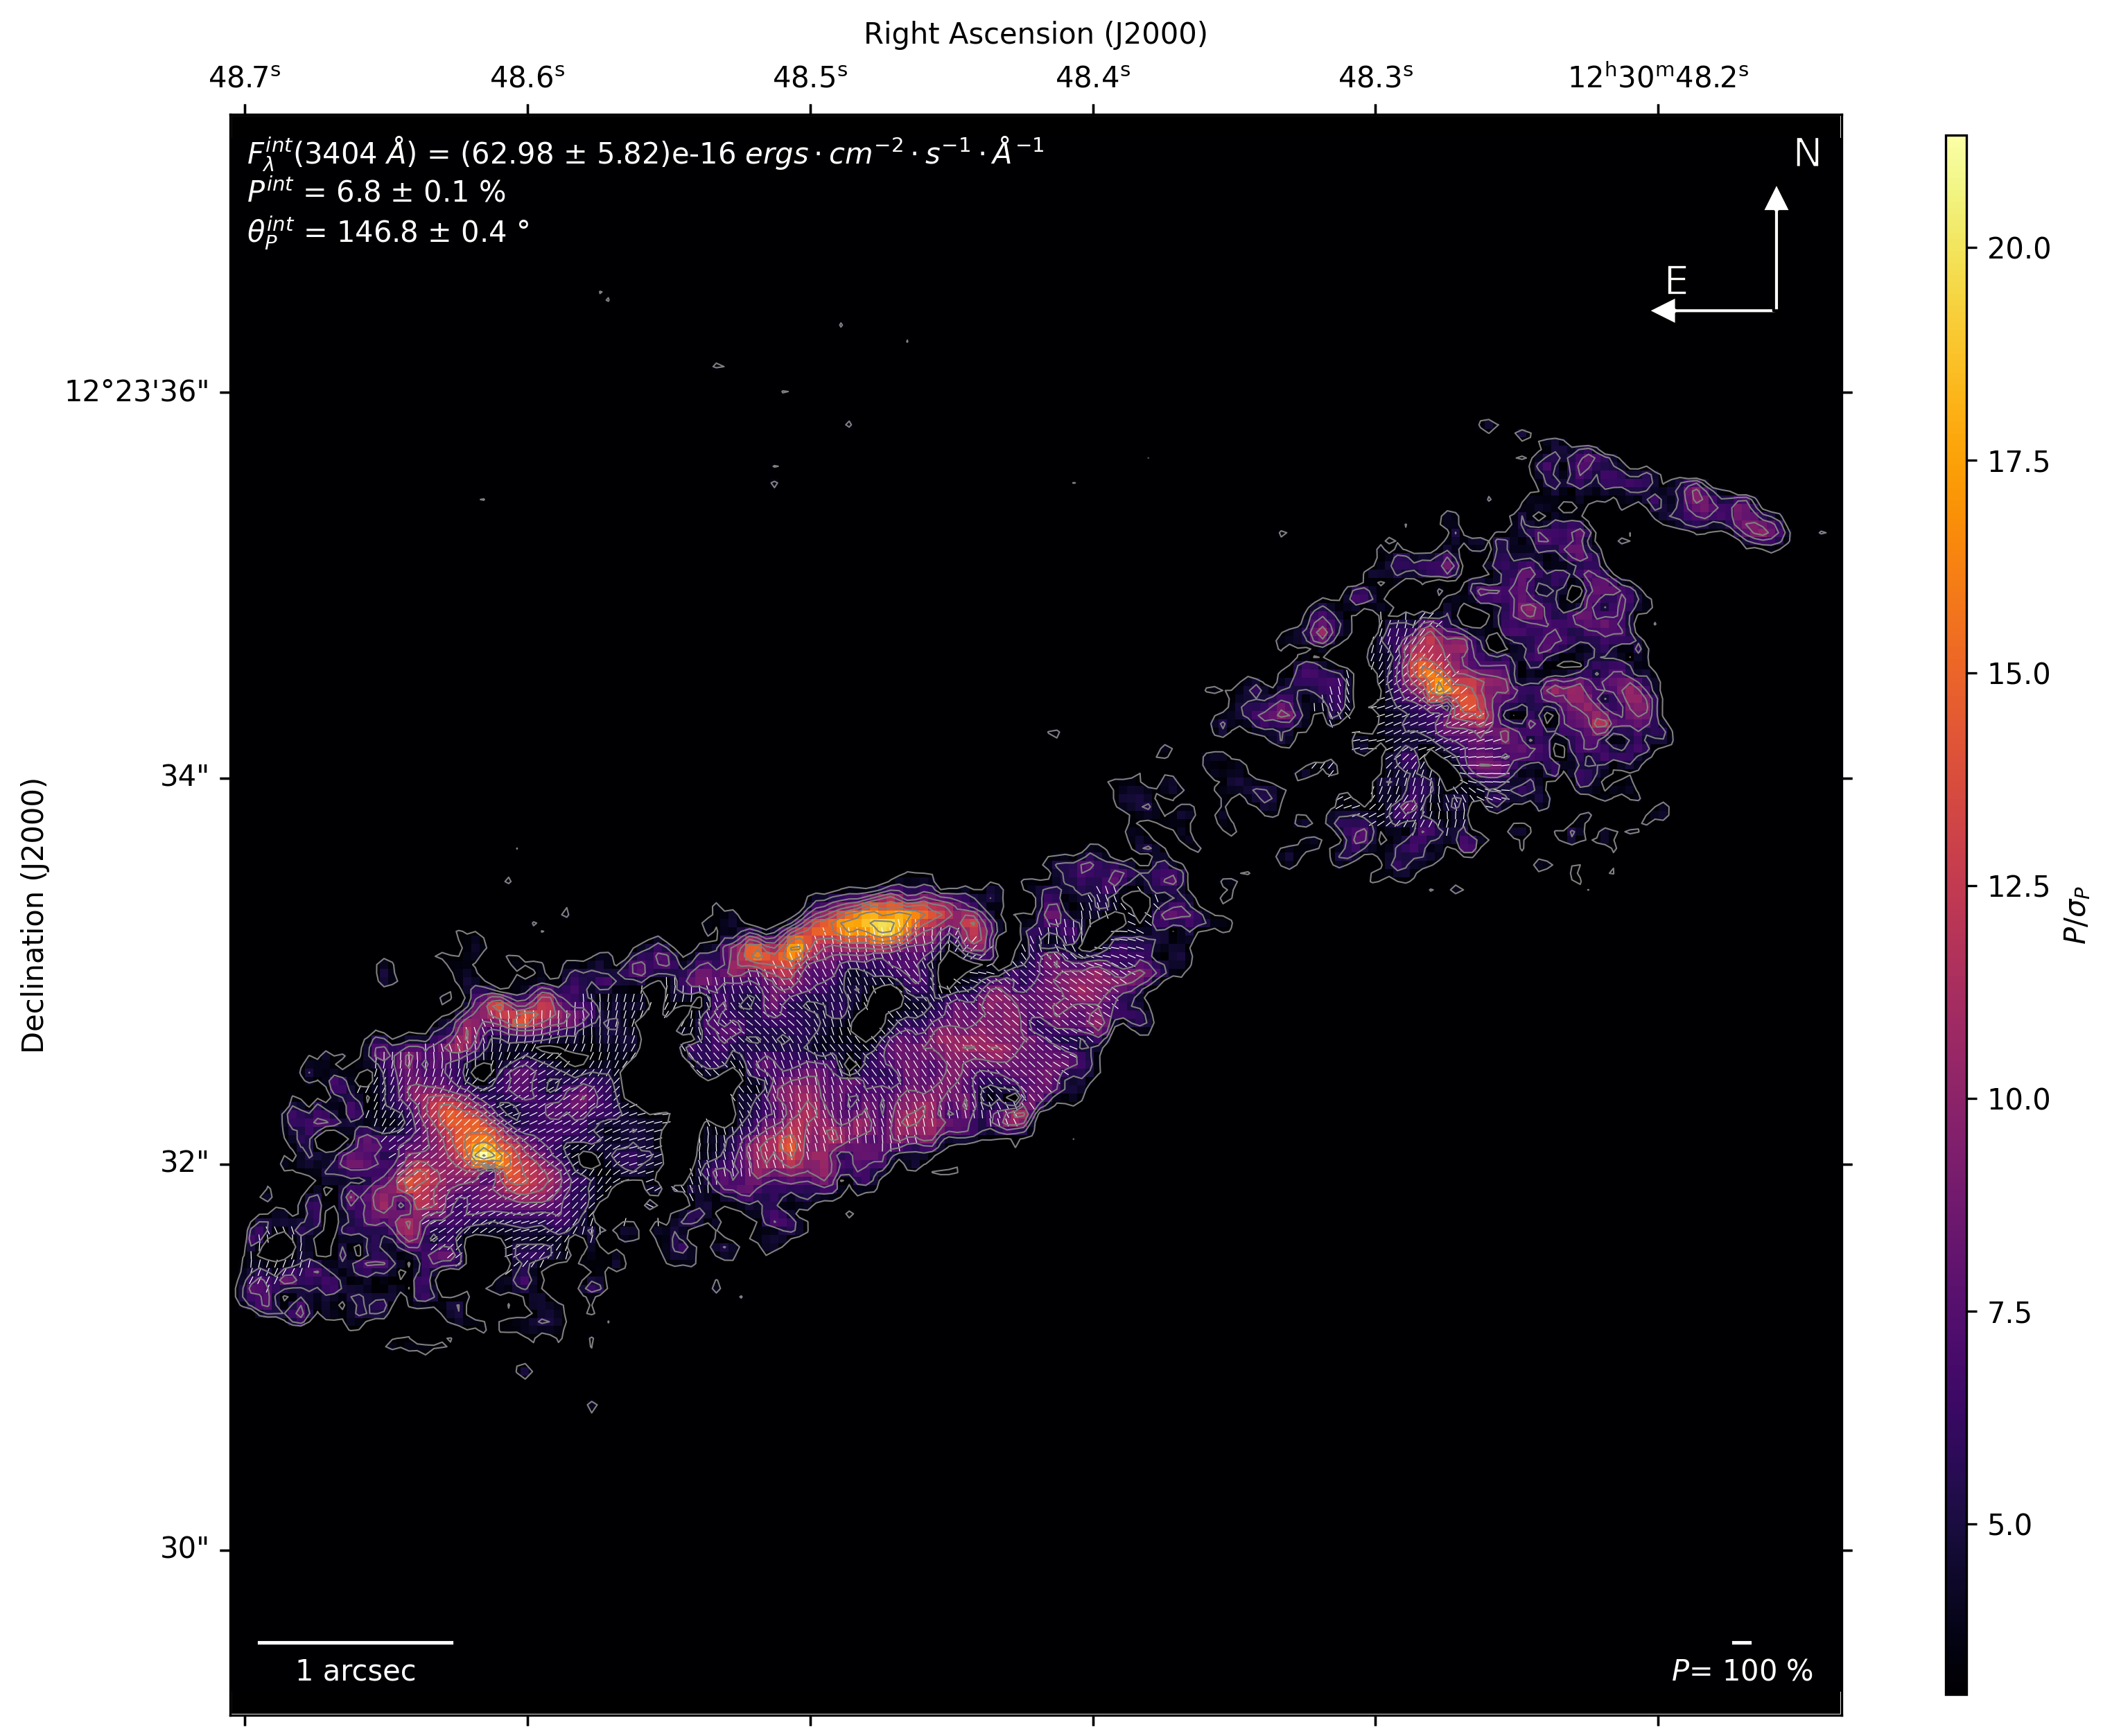 Right Ascension (J2000)
48.7ˢ 48.6ˢ 48.5ˢ 48.4ˢ 48.3ˢ 12ʰ30ᵐ48.2ˢ
F_λ^int(3404 Å) = (62.98 ± 5.82)e-16 ergs · cm⁻² · s⁻¹ · Å⁻¹
P^int = 6.8 ± 0.1 %
θ_P^int = 146.8 ± 0.4 °
N
E
Declination (J2000)
12°23'36"
34"
32"
30"
1 arcsec
P= 100 %
20.0
17.5
15.0
12.5
10.0
7.5
5.0
P/σ_P